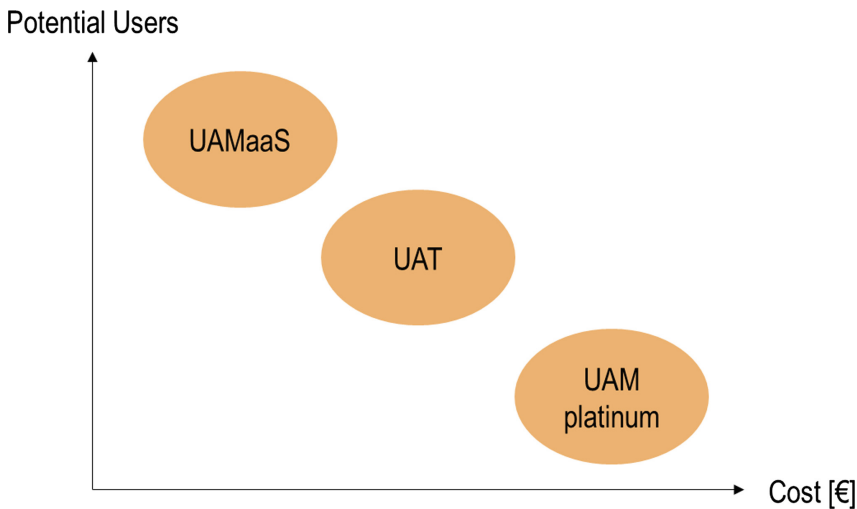 Potential Users
UAMaaS
UAT
UAM
platinum
Cost [€]